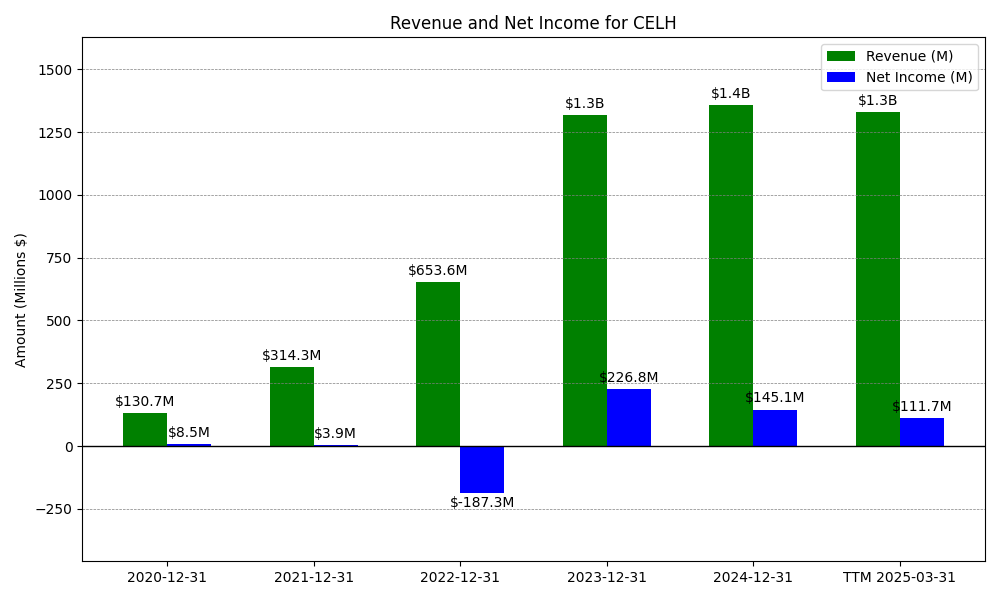 Revenue and Net Income for CELH
Revenue (M)
Net Income (M)
Amount (Millions $)
1500
1250
1000
750
500
250
0
−250
$130.7M
$8.5M
$314.3M
$3.9M
$653.6M
$-187.3M
$1.3B
$226.8M
$1.4B
$145.1M
$1.3B
$111.7M
2020-12-31
2021-12-31
2022-12-31
2023-12-31
2024-12-31
TTM 2025-03-31